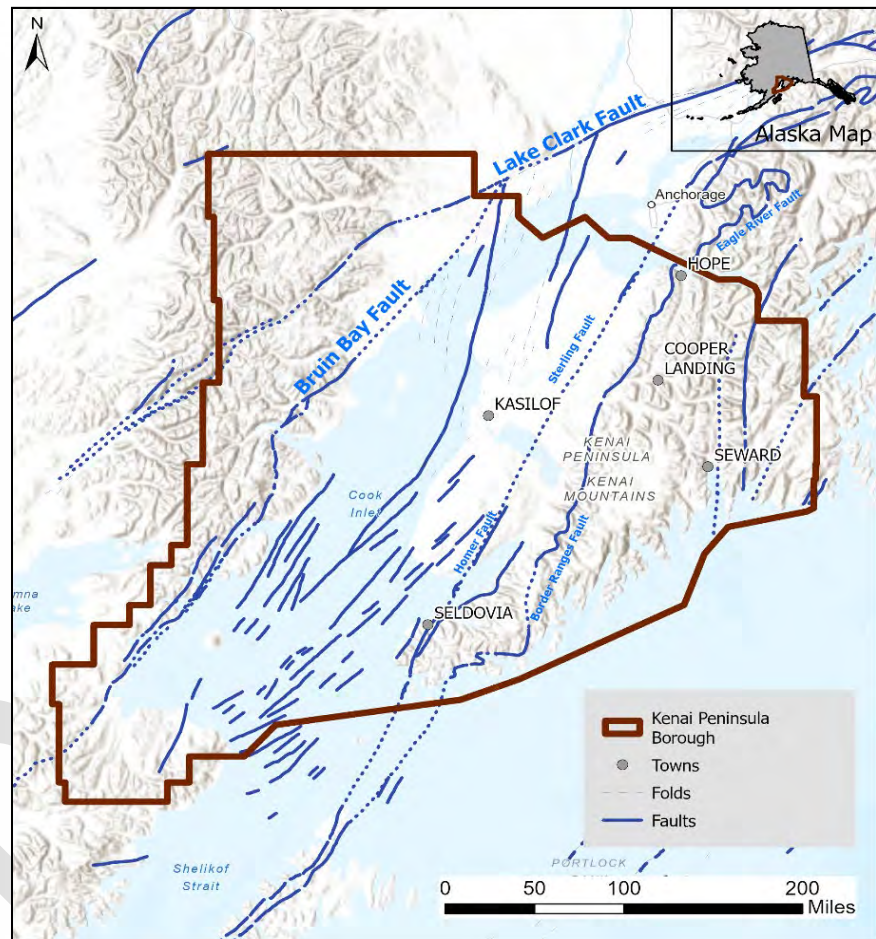 N
Lake Clark Fault
Alaska Map
Anchorage
Eagle River Fault
HOPE
Bruin Bay Fault
Sterling Fault
COOPER
LANDING
KASILOF
KENAI
PENINSULA
KENAI
MOUNTAINS
SEWARD
Cook
Inlet
Homer Fault
Border Ranges Fault
SELDOVIA
mna
ke
Kenai Peninsula
Borough
Towns
Folds
Faults
Shelikof
Strait
PORTLOCK
0 50 100 200
Miles